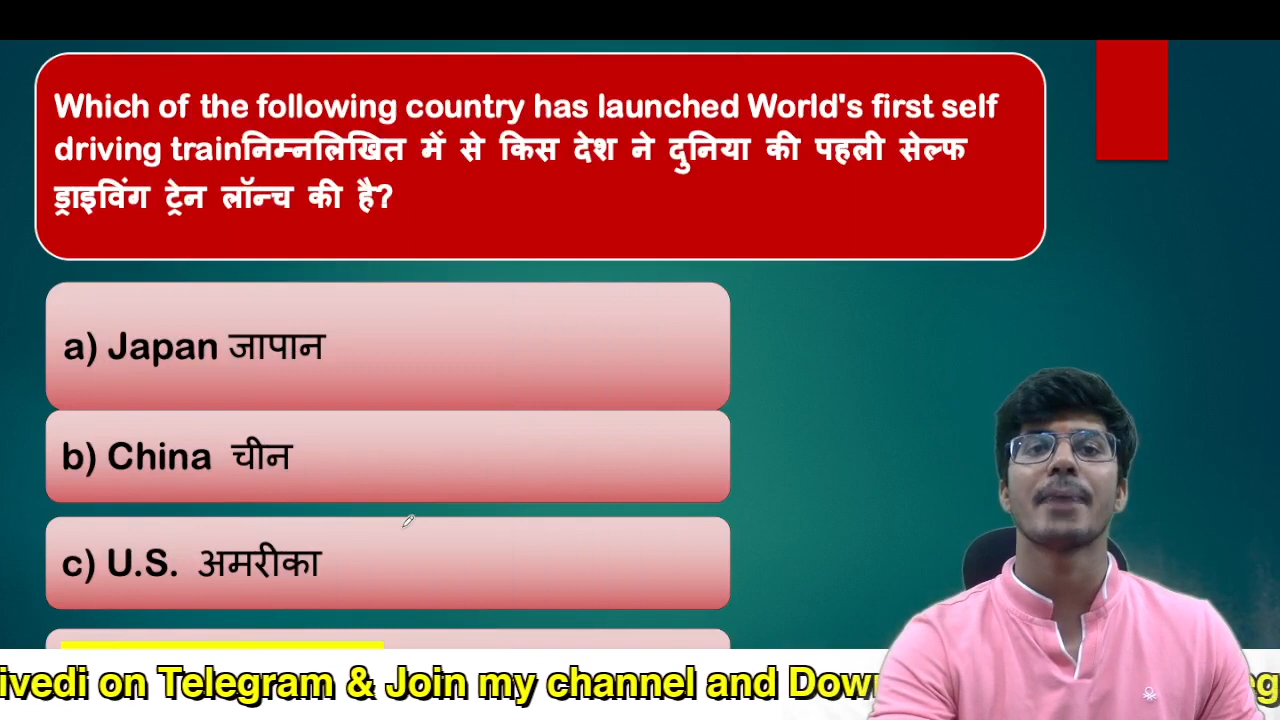 Which of the following country has launched World's first self
driving trainनिम्नलिखित में से किस देश ने दुनिया की पहली सेल्फ
ड्राइविंग ट्रेन लॉन्च की है?
a) Japan जापान
b) China चीन
c) U.S. अमरीका
ivedi on Telegram & Join my channel and Dow